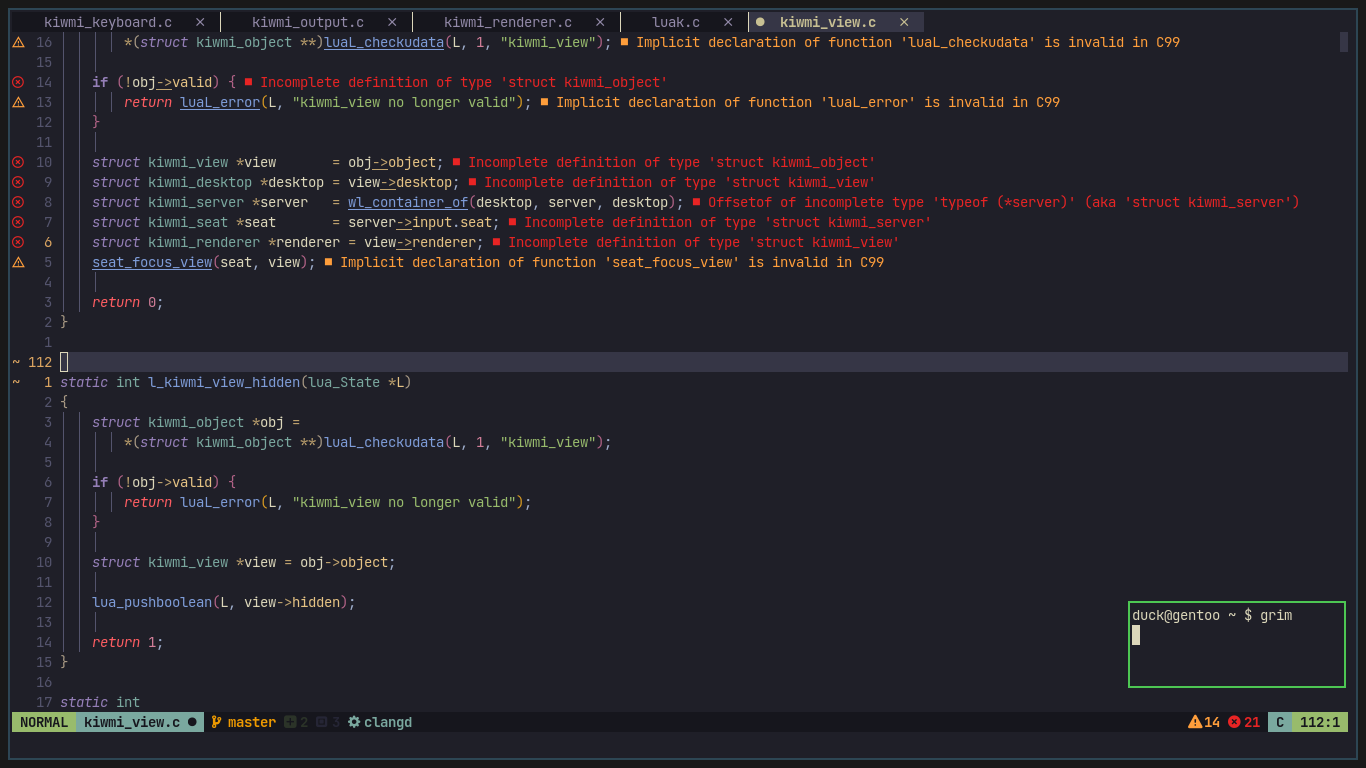 kiwmi_keyboard.c × kiwmi_output.c × kiwmi_renderer.c × luak.c × ● kiwmi_view.c ×
16 *(struct kiwmi_object **)luaL_checkudata(L, 1, "kiwmi_view"); ■ Implicit declaration of function 'luaL_checkudata' is invalid in C99
15
14 if (!obj->valid) { ■ Incomplete definition of type 'struct kiwmi_object'
13 return luaL_error(L, "kiwmi_view no longer valid"); ■ Implicit declaration of function 'luaL_error' is invalid in C99
12 }
11
10 struct kiwmi_view *view = obj->object; ■ Incomplete definition of type 'struct kiwmi_object'
9 struct kiwmi_desktop *desktop = view->desktop; ■ Incomplete definition of type 'struct kiwmi_view'
8 struct kiwmi_server *server = wl_container_of(desktop, server, desktop); ■ Offsetof of incomplete type 'typeof (*server)' (aka 'struct kiwmi_server')
7 struct kiwmi_seat *seat = server->input.seat; ■ Incomplete definition of type 'struct kiwmi_server'
6 struct kiwmi_renderer *renderer = view->renderer; ■ Incomplete definition of type 'struct kiwmi_view'
5 seat_focus_view(seat, view); ■ Implicit declaration of function 'seat_focus_view' is invalid in C99
4
3 return 0;
2 }
1
~ 112
~ 1 static int l_kiwmi_view_hidden(lua_State *L)
2 {
3 struct kiwmi_object *obj =
4 *(struct kiwmi_object **)luaL_checkudata(L, 1, "kiwmi_view");
5
6 if (!obj->valid) {
7 return luaL_error(L, "kiwmi_view no longer valid");
8 }
9
10 struct kiwmi_view *view = obj->object;
11
12 lua_pushboolean(L, view->hidden);
13
14 return 1;
15 }
16
17 static int
duck@gentoo ~ $ grim
NORMAL kiwmi_view.c ● master 2 3 clangd 14 21 C 112:1